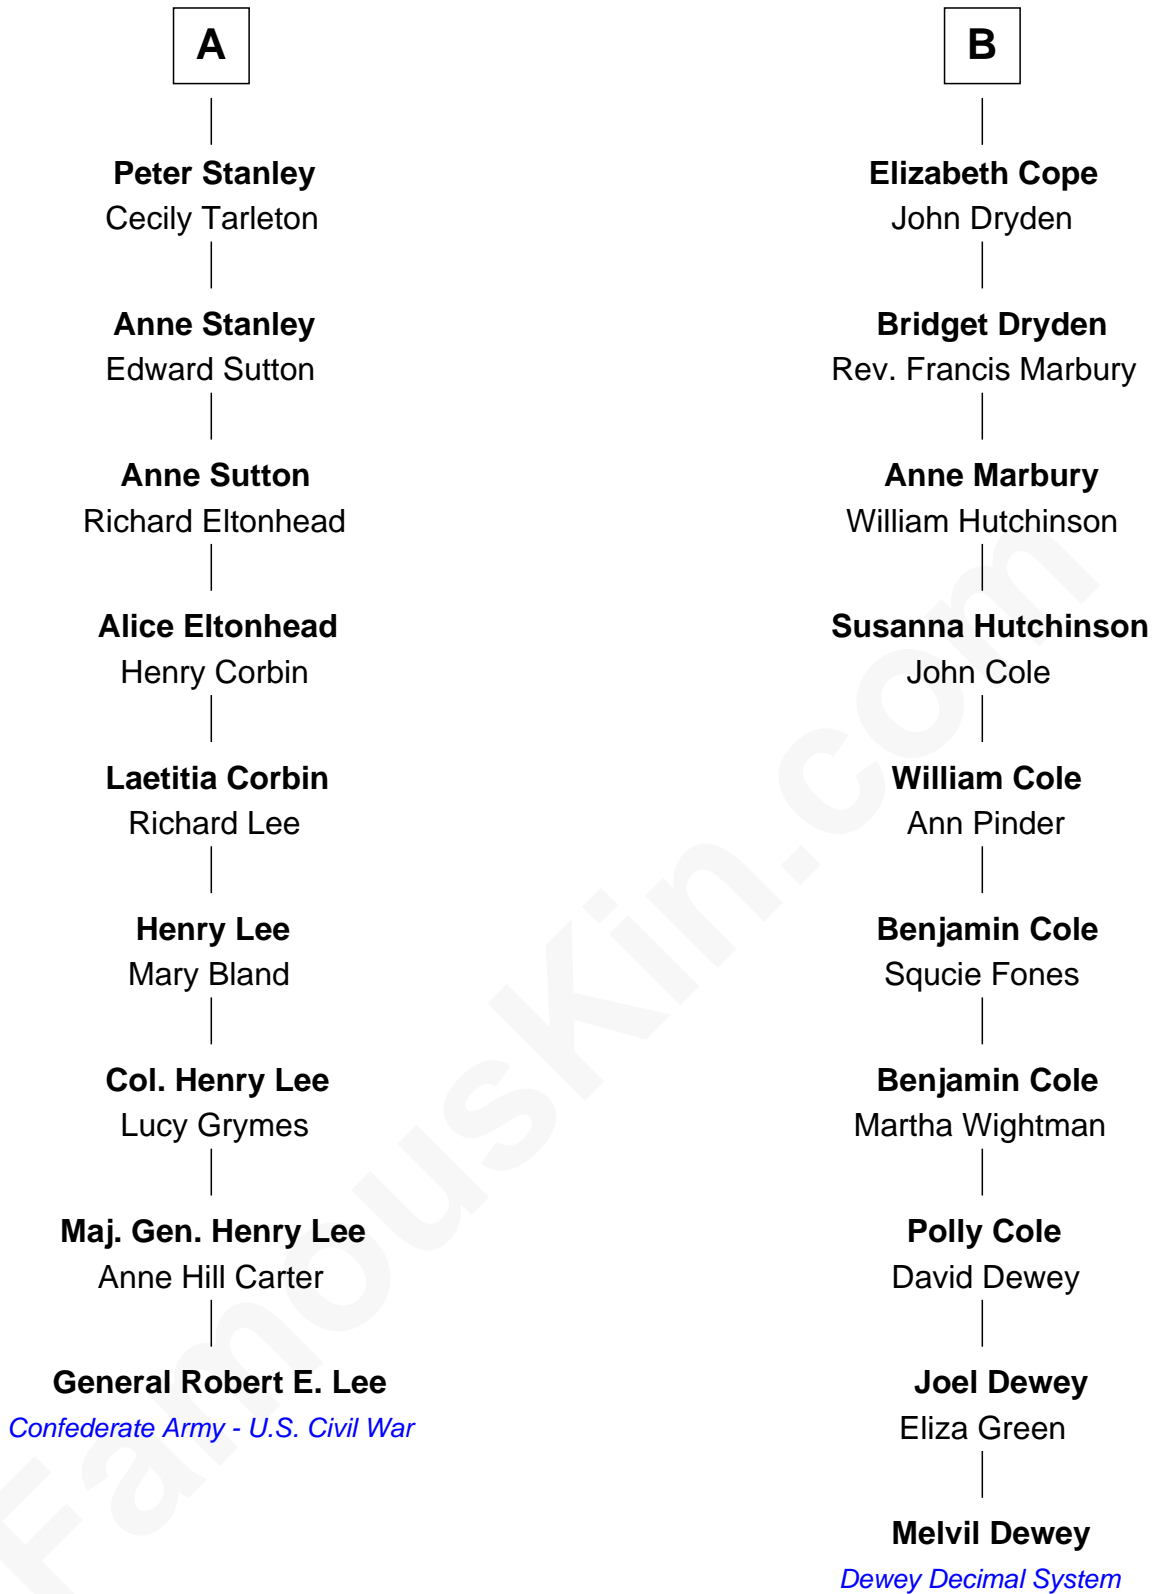 A
Peter Stanley
Cecily Tarleton
Anne Stanley
Edward Sutton
Anne Sutton
Richard Eltonhead
Alice Eltonhead
Henry Corbin
Laetitia Corbin
Richard Lee
Henry Lee
Mary Bland
Col. Henry Lee
Lucy Grymes
Maj. Gen. Henry Lee
Anne Hill Carter
General Robert E. Lee
Confederate Army - U.S. Civil War
B
Elizabeth Cope
John Dryden
Bridget Dryden
Rev. Francis Marbury
Anne Marbury
William Hutchinson
Susanna Hutchinson
John Cole
William Cole
Ann Pinder
Benjamin Cole
Squcie Fones
Benjamin Cole
Martha Wightman
Polly Cole
David Dewey
Joel Dewey
Eliza Green
Melvil Dewey
Dewey Decimal System
FamousKin.com